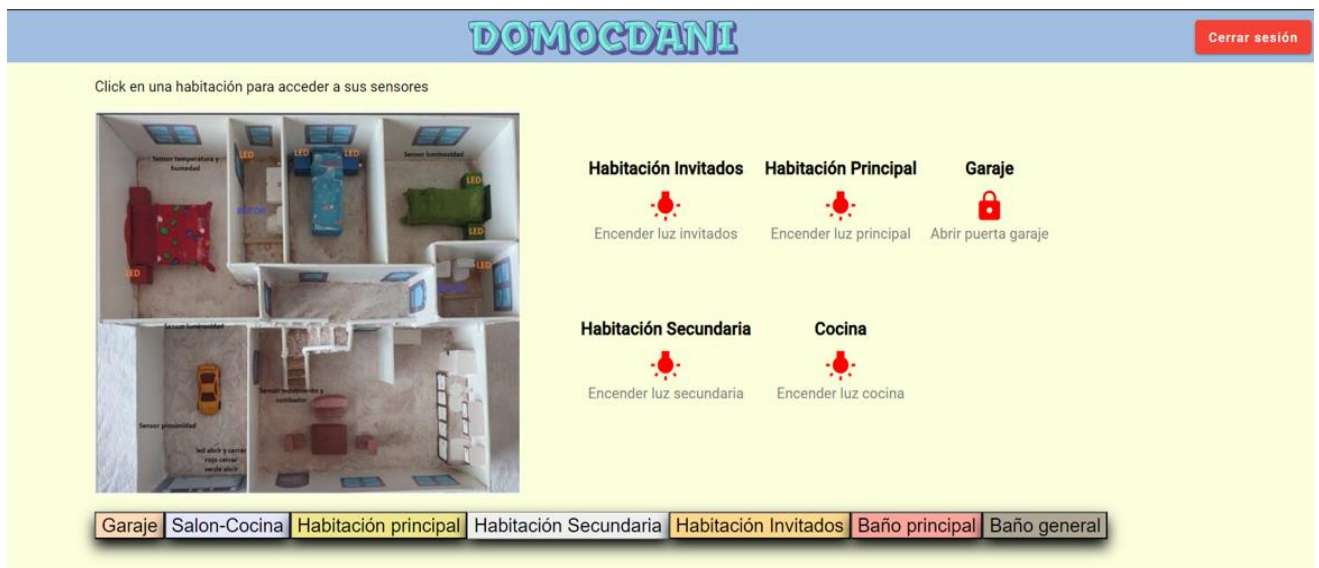 DOMOCDANI
Cerrar sesión
Click en una habitación para acceder a sus sensores
Sensor temperatura y
humedad
LED
LED
LED
Sensor luminosidad
LED
LED
LED
LED
Sensor luminosidad
Sensor movimiento y
zumbador
Sensor proximidad
led abrir y cerrar
rojo cerrar
verde abrir
Habitación Invitados
Encender luz invitados
Habitación Principal
Encender luz principal
Garaje
Abrir puerta garaje
Habitación Secundaria
Encender luz secundaria
Cocina
Encender luz cocina
Garaje
Salon-Cocina
Habitación principal
Habitación Secundaria
Habitación Invitados
Baño principal
Baño general